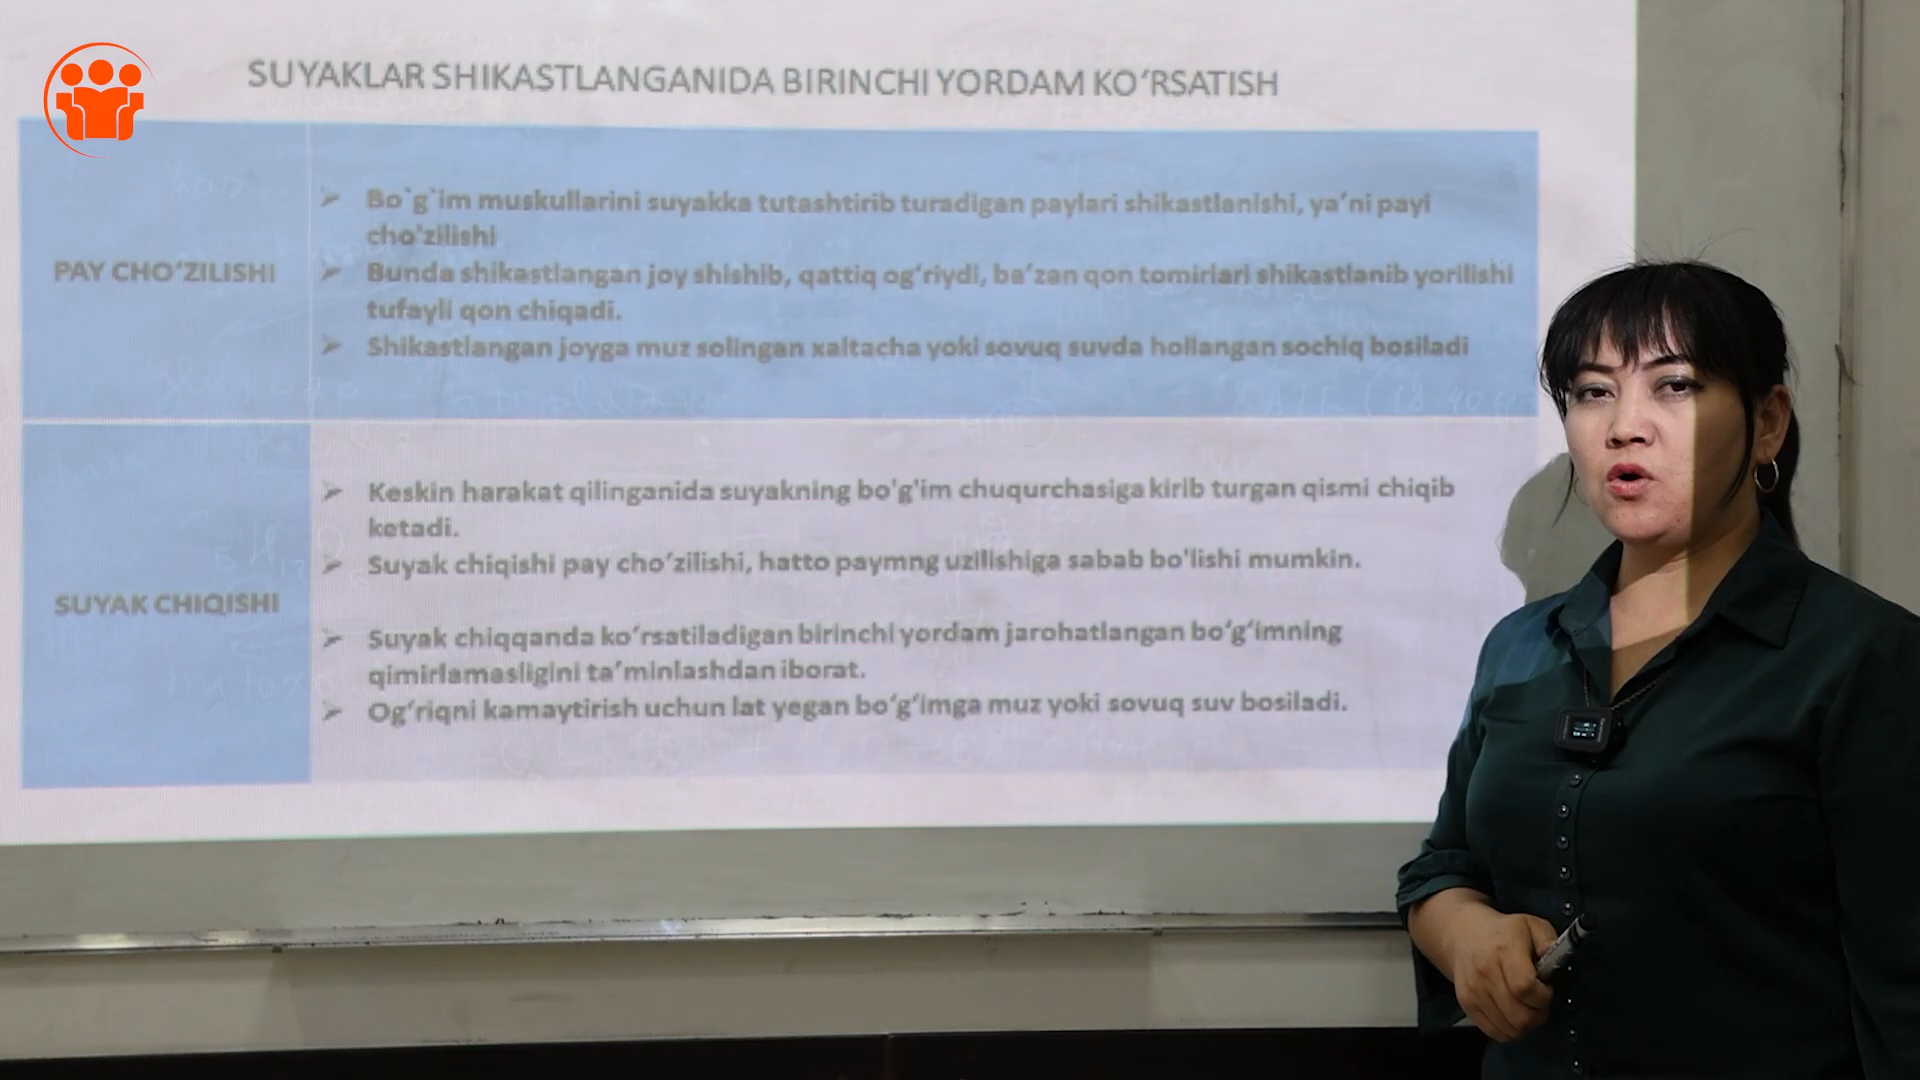 SUYAKLAR SHIKASTLANGANIDA BIRINCHI YORDAM KO‘RSATISH
PAY CHO‘ZILISHI
Bo`g`im muskullarini suyakka tutashtirib turadigan paylari shikastlanishi, ya’ni payi
cho'zilishi
Bunda shikastlangan joy shishib, qattiq og‘riydi, ba’zan qon tomirlari shikastlanib yorilishi
tufayli qon chiqadi.
Shikastlangan joyga muz solingan xaltacha yoki sovuq suvda hollangan sochiq bosiladi
SUYAK CHIQISHI
Keskin harakat qilinganida suyakning bo'g'im chuqurchasiga kirib turgan qismi chiqib
ketadi.
Suyak chiqishi pay cho‘zilishi, hatto paymng uzilishiga sabab bo'lishi mumkin.
Suyak chiqqanda ko‘rsatiladigan birinchi yordam jarohatlangan bo‘g‘imning
qimirlamasligini ta’minlashdan iborat.
Og‘riqni kamaytirish uchun lat yegan bo‘g‘imga muz yoki sovuq suv bosiladi.